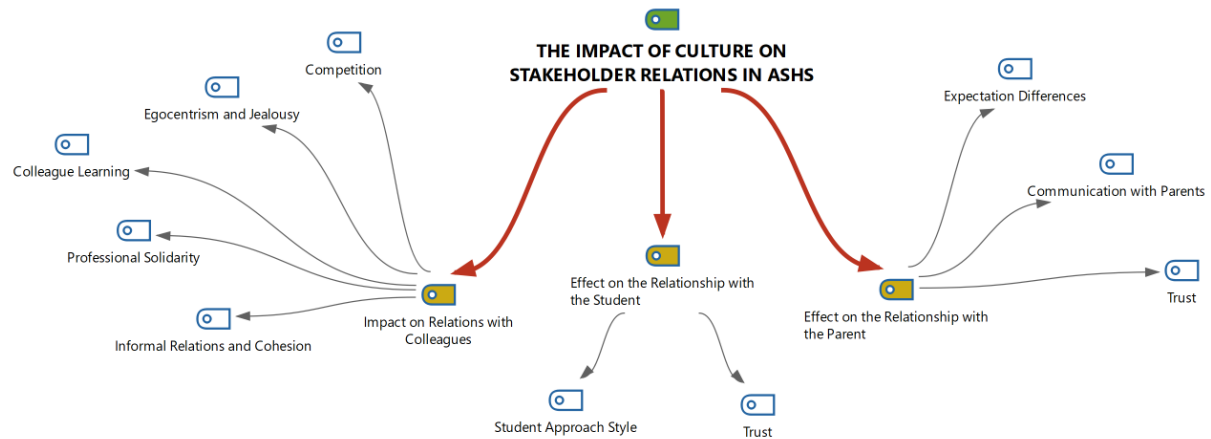 THE IMPACT OF CULTURE ON
STAKEHOLDER RELATIONS IN ASHS
Competition
Egocentrism and Jealousy
Colleague Learning
Professional Solidarity
Informal Relations and Cohesion
Impact on Relations with
Colleagues
Effect on the Relationship with
the Student
Student Approach Style
Trust
Effect on the Relationship with
the Parent
Expectation Differences
Communication with Parents
Trust